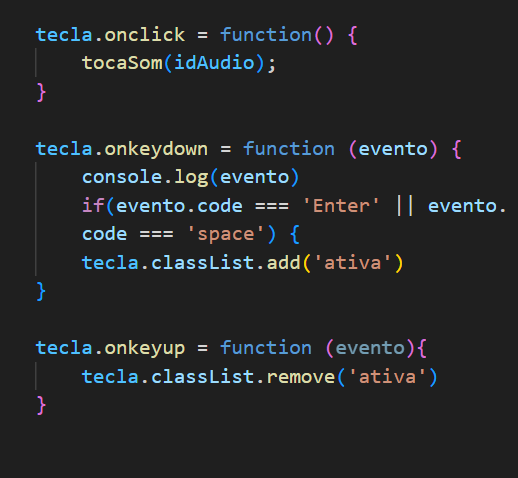 tecla.onclick = function() {
tocaSom(idAudio);
}
tecla.onkeydown = function (evento) {
console.log(evento)
if(evento.code === 'Enter' || evento.
code === 'space') {
tecla.classList.add('ativa')
}
tecla.onkeyup = function (evento){
tecla.classList.remove('ativa')
}